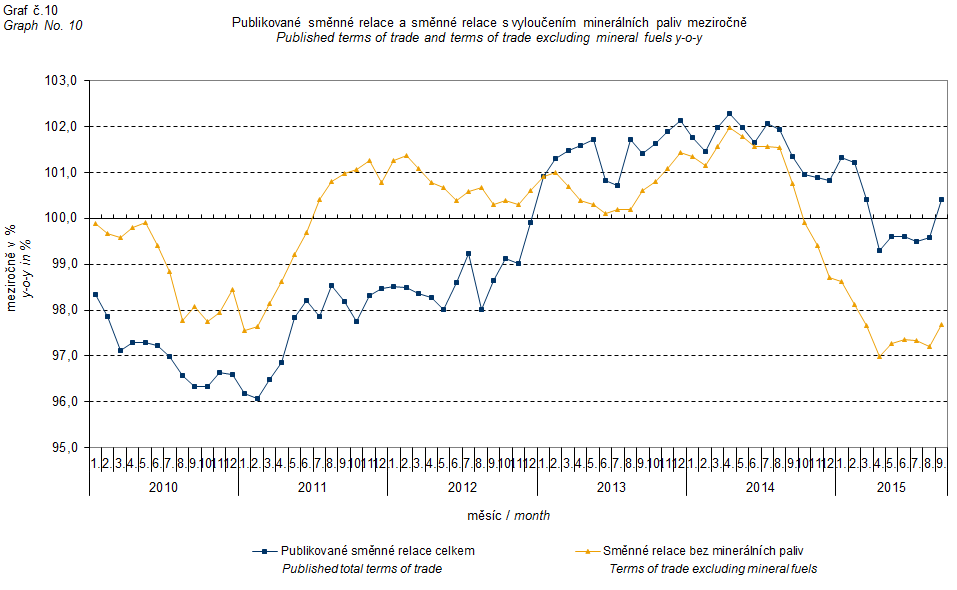 Graf č.10
Graph No. 10
Publikované směnné relace a směnné relace s vyloučením minerálních paliv meziročně
Published terms of trade and terms of trade excluding mineral fuels y-o-y
103,0
102,0
101,0
100,0
99,0
98,0
97,0
96,0
95,0
meziročně v %
y-o-y in %
1. 2. 3. 4. 5. 6. 7. 8. 9. 10. 11. 12. 1. 2. 3. 4. 5. 6. 7. 8. 9. 10. 11. 12. 1. 2. 3. 4. 5. 6. 7. 8. 9. 10. 11. 12. 1. 2. 3. 4. 5. 6. 7. 8. 9. 10. 11. 12. 1. 2. 3. 4. 5. 6. 7. 8. 9. 10. 11. 12. 1. 2. 3. 4. 5. 6. 7. 8. 9.
2010 2011 2012 2013 2014 2015
měsíc / month
Publikované směnné relace celkem
Published total terms of trade
Směnné relace bez minerálních paliv
Terms of trade excluding mineral fuels